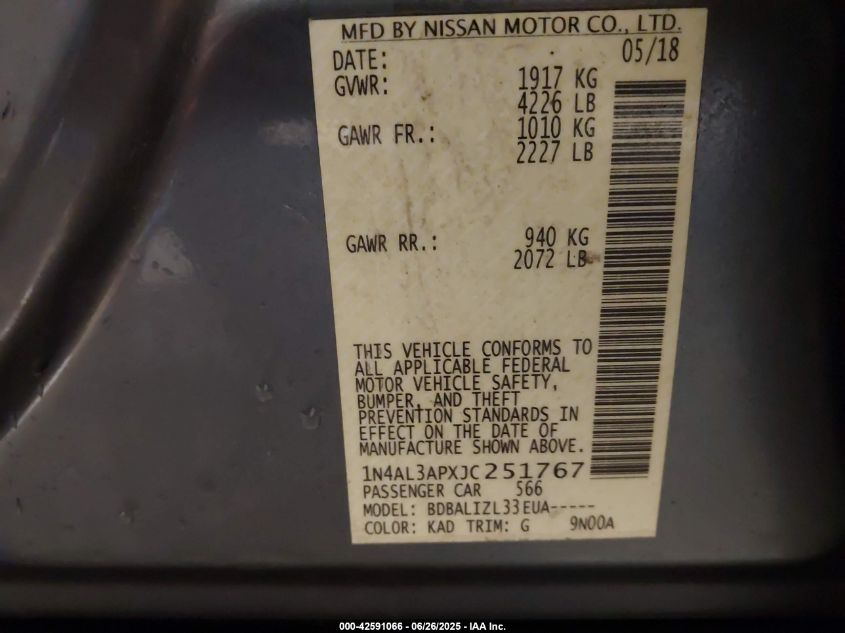 MFD BY NISSAN MOTOR CO., LTD.
DATE: 05/18
GVWR: 1917 KG
4226 LB
GAWR FR.: 1010 KG
2227 LB
GAWR RR.: 940 KG
2072 LB
THIS VEHICLE CONFORMS TO
ALL APPLICABLE FEDERAL
MOTOR VEHICLE SAFETY,
BUMPER, AND THEFT
PREVENTION STANDARDS IN
EFFECT ON THE DATE OF
MANUFACTURE SHOWN ABOVE.
1N4AL3APXJC251767
PASSENGER CAR 566
MODEL: BDBALIZL33EUA-----
COLOR: KAD TRIM: G 9N00A
000-42591066 - 06/26/2025 - IAA Inc.